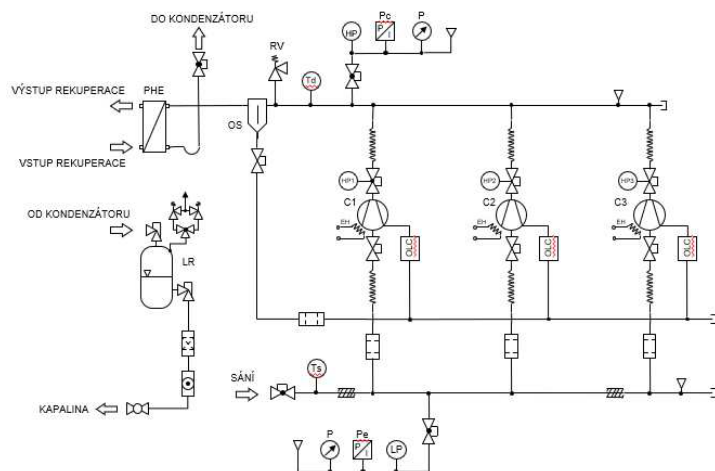 DO KONDENZÁTORU
RV
HP
Pc
P
I
P
VÝSTUP REKUPERACE
PHE
OS
Td
VSTUP REKUPERACE
HP1
HP2
HP3
C1
C2
C3
EH
EH
EH
OLC
OLC
OLC
OD KONDENZÁTORU
LR
SÁNÍ
Ts
KAPALINA
P
Pe
P
I
LP